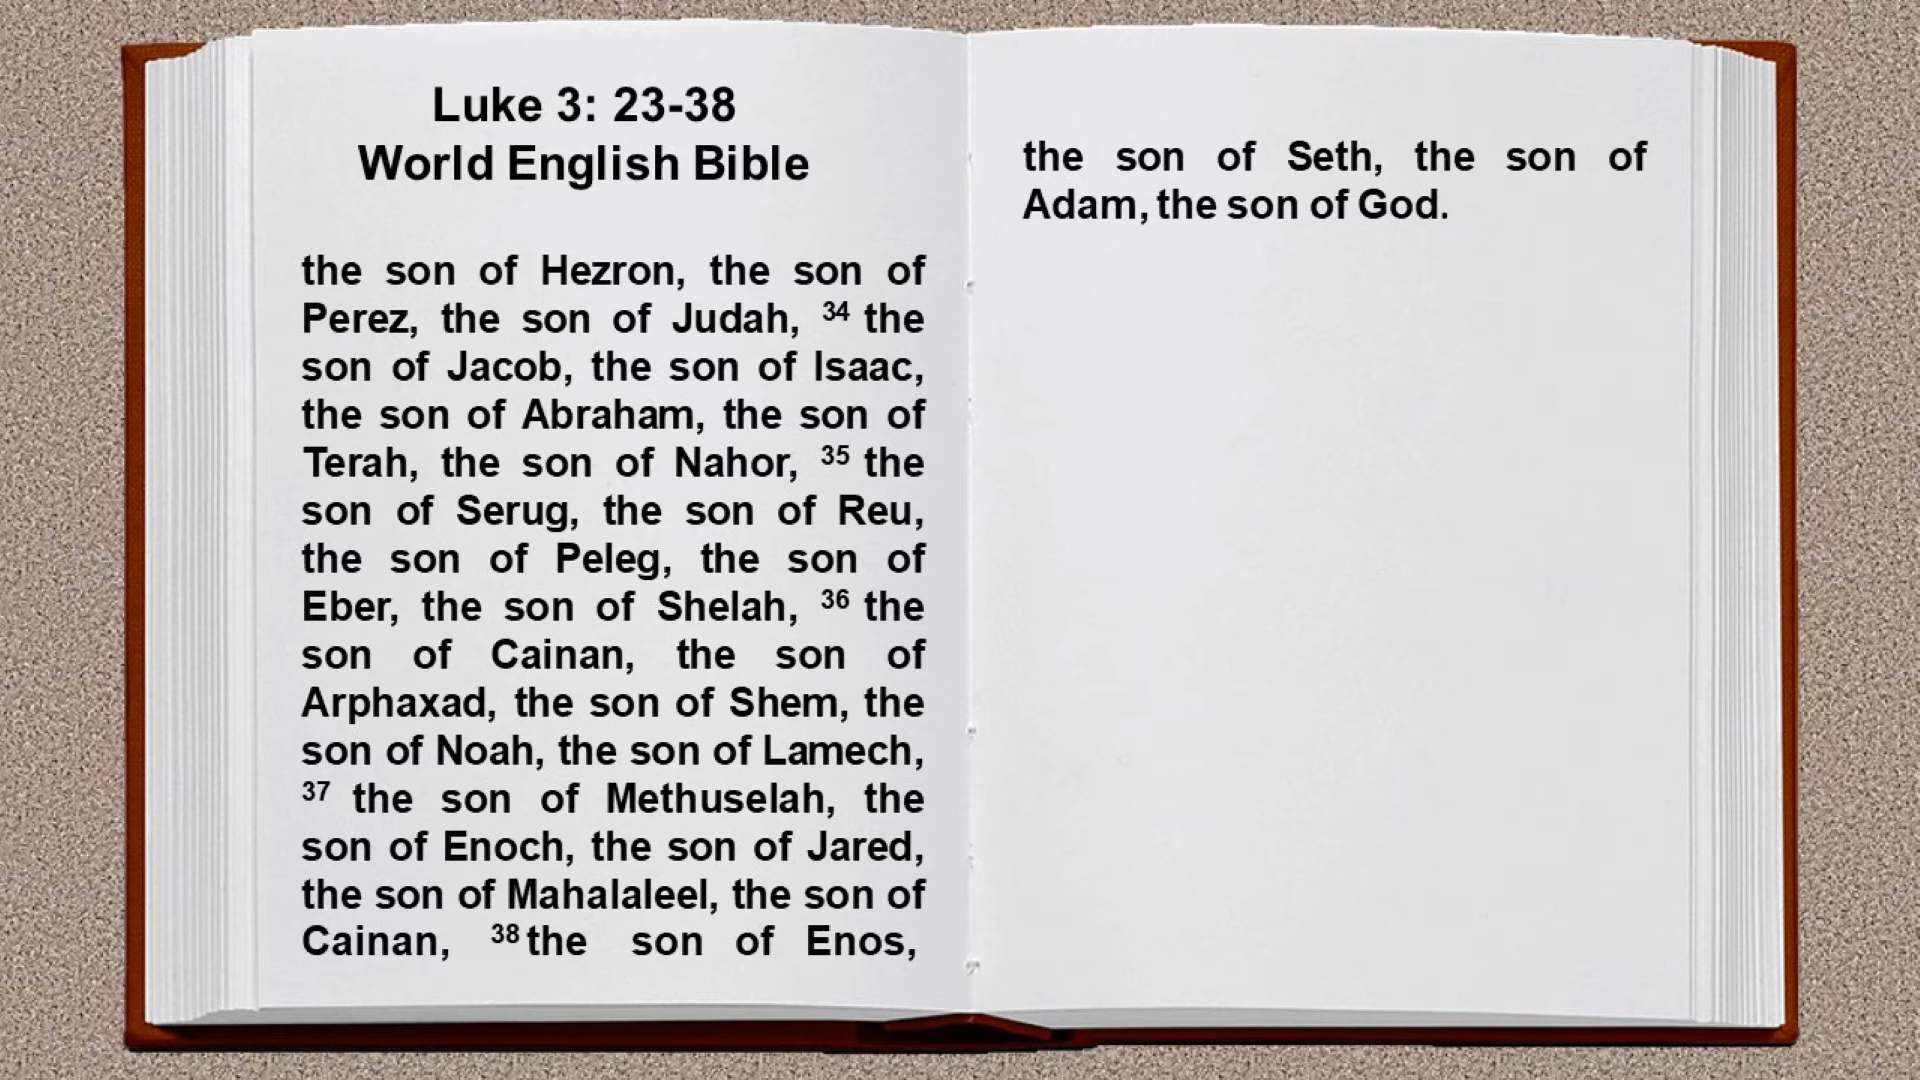 Luke 3: 23-38
World English Bible
the son of Hezron, the son of
Perez, the son of Judah, 34 the
son of Jacob, the son of Isaac,
the son of Abraham, the son of
Terah, the son of Nahor, 35 the
son of Serug, the son of Reu,
the son of Peleg, the son of
Eber, the son of Shelah, 36 the
son of Cainan, the son of
Arphaxad, the son of Shem, the
son of Noah, the son of Lamech,
37 the son of Methuselah, the
son of Enoch, the son of Jared,
the son of Mahalaleel, the son of
Cainan, 38 the son of Enos,
the son of Seth, the son of
Adam, the son of God.